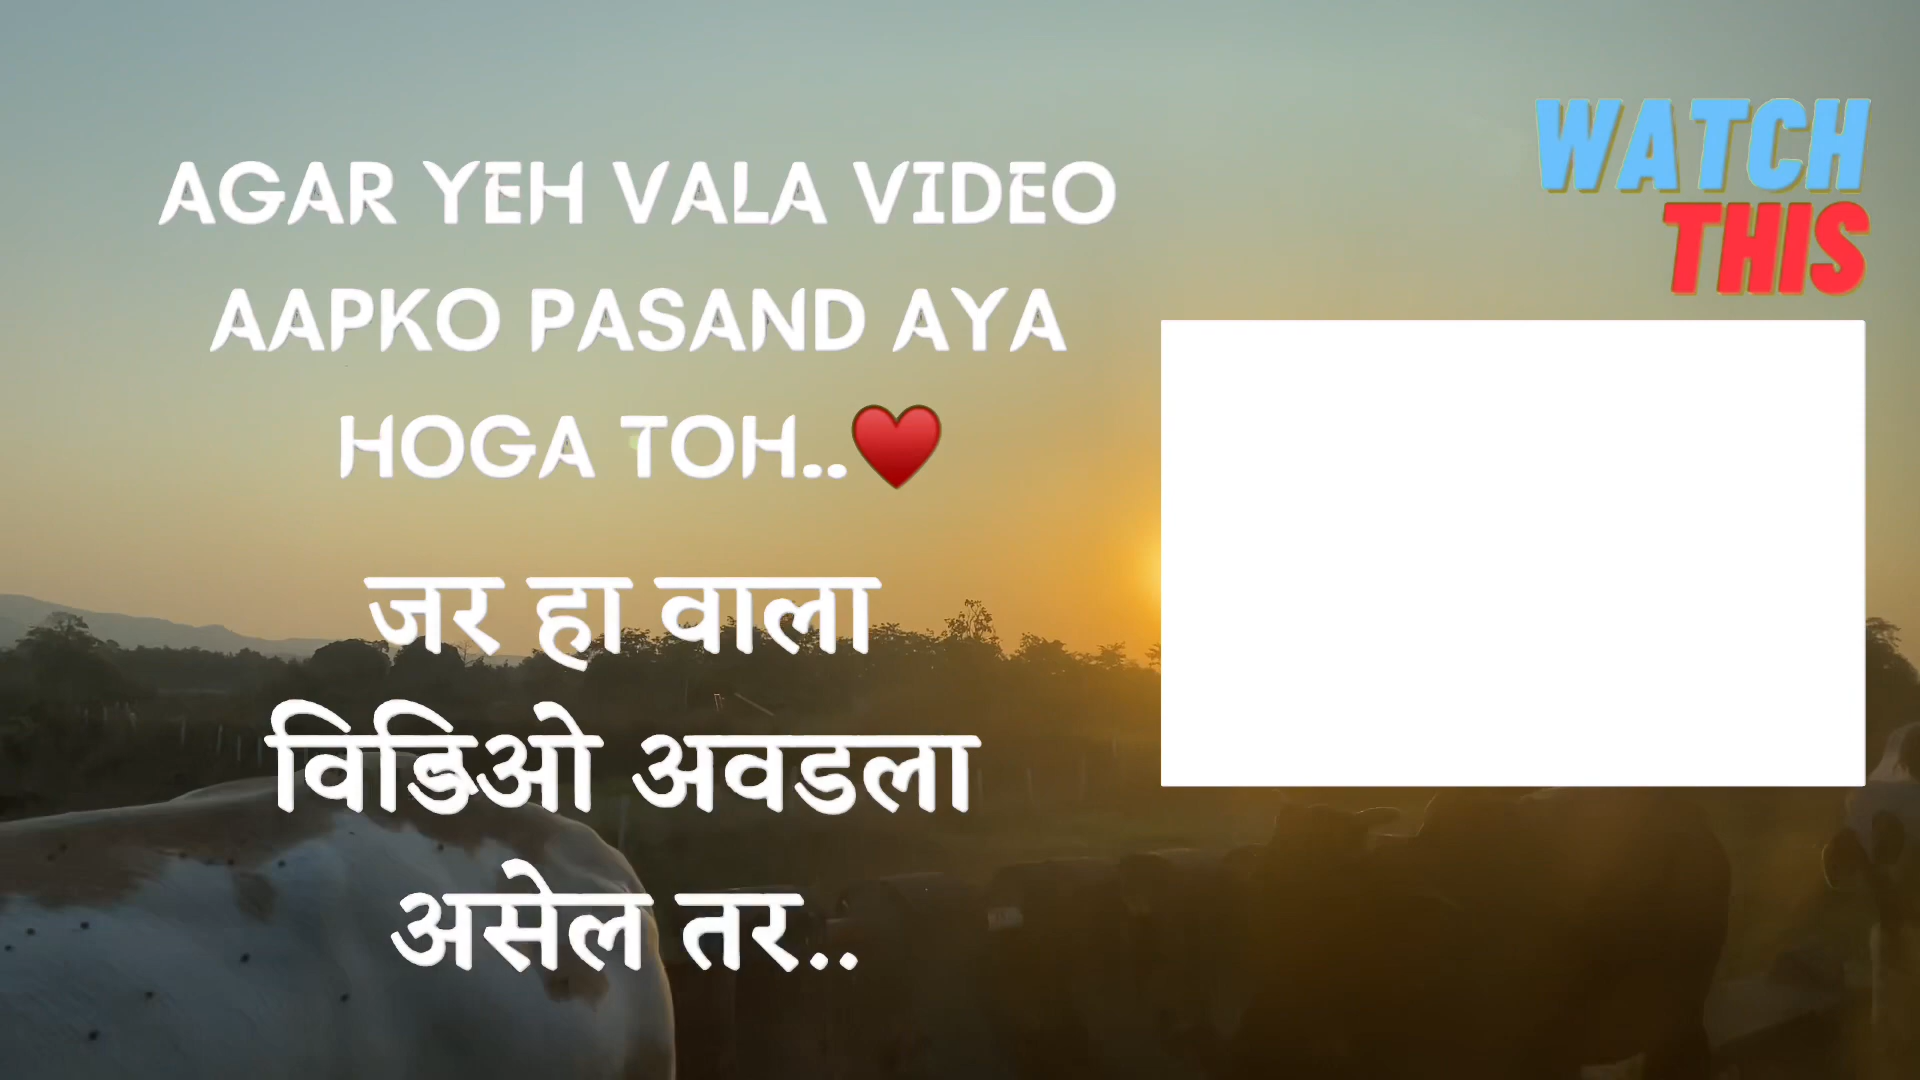 AGAR YEH VALA VIDEO
AAPKO PASAND AYA
HOGA TOH..♥
जर हा वाला
विडिओ अवडला
असेल तर..
WATCH
THIS